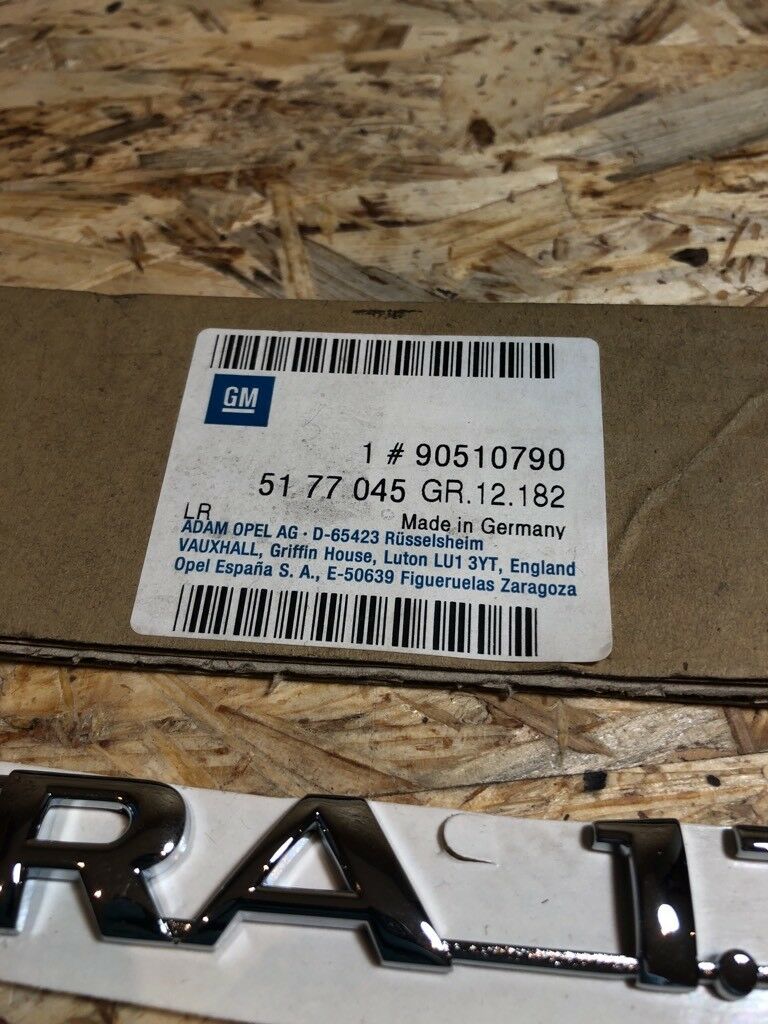 GM
1 # 90510790
51 77 045 GR.12.182
LR
Made in Germany
ADAM OPEL AG · D-65423 Rüsselsheim
VAUXHALL, Griffin House, Luton LU1 3YT, England
Opel España S. A., E-50639 Figueruelas Zaragoza
RA 1.